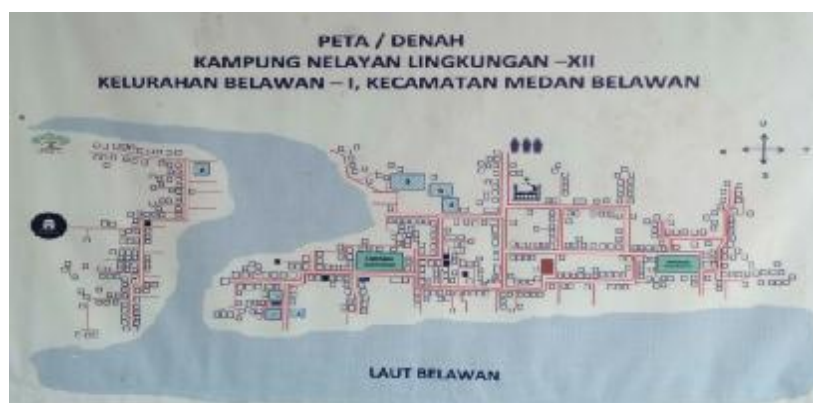 PETA / DENAH
KAMPUNG NELAYAN LINGKUNGAN –XII
KELURAHAN BELAWAN – I, KECAMATAN MEDAN BELAWAN
U
S
LAUT BELAWAN